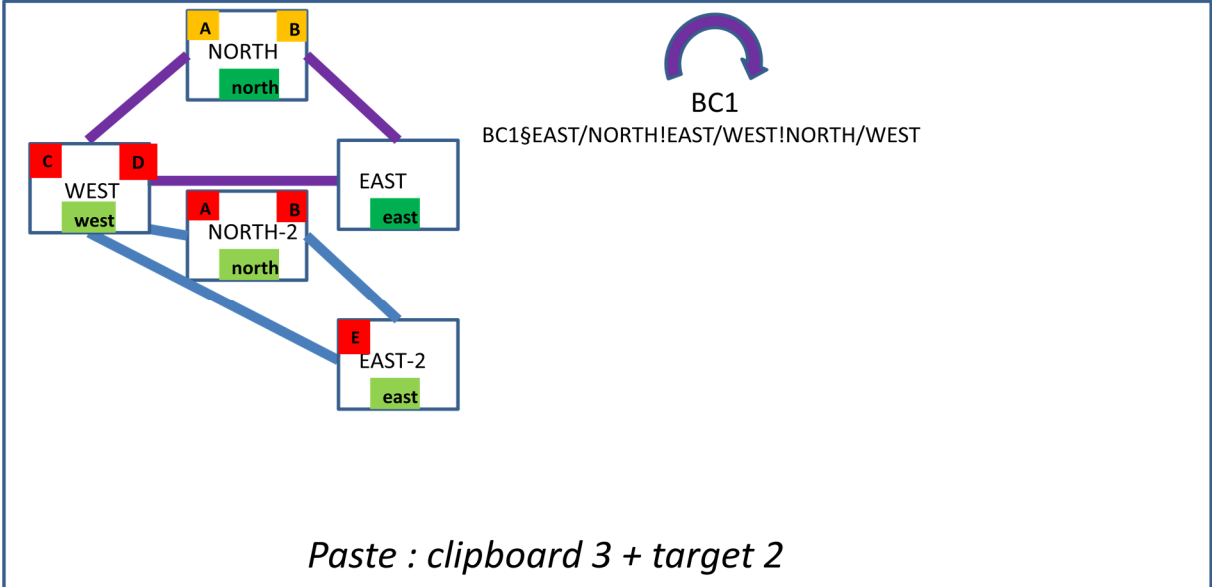 A B
NORTH
north
BC1
BC1§EAST/NORTH!EAST/WEST!NORTH/WEST
C D
WEST
west
EAST
east
A B
NORTH-2
north
E
EAST-2
east
Paste : clipboard 3 + target 2